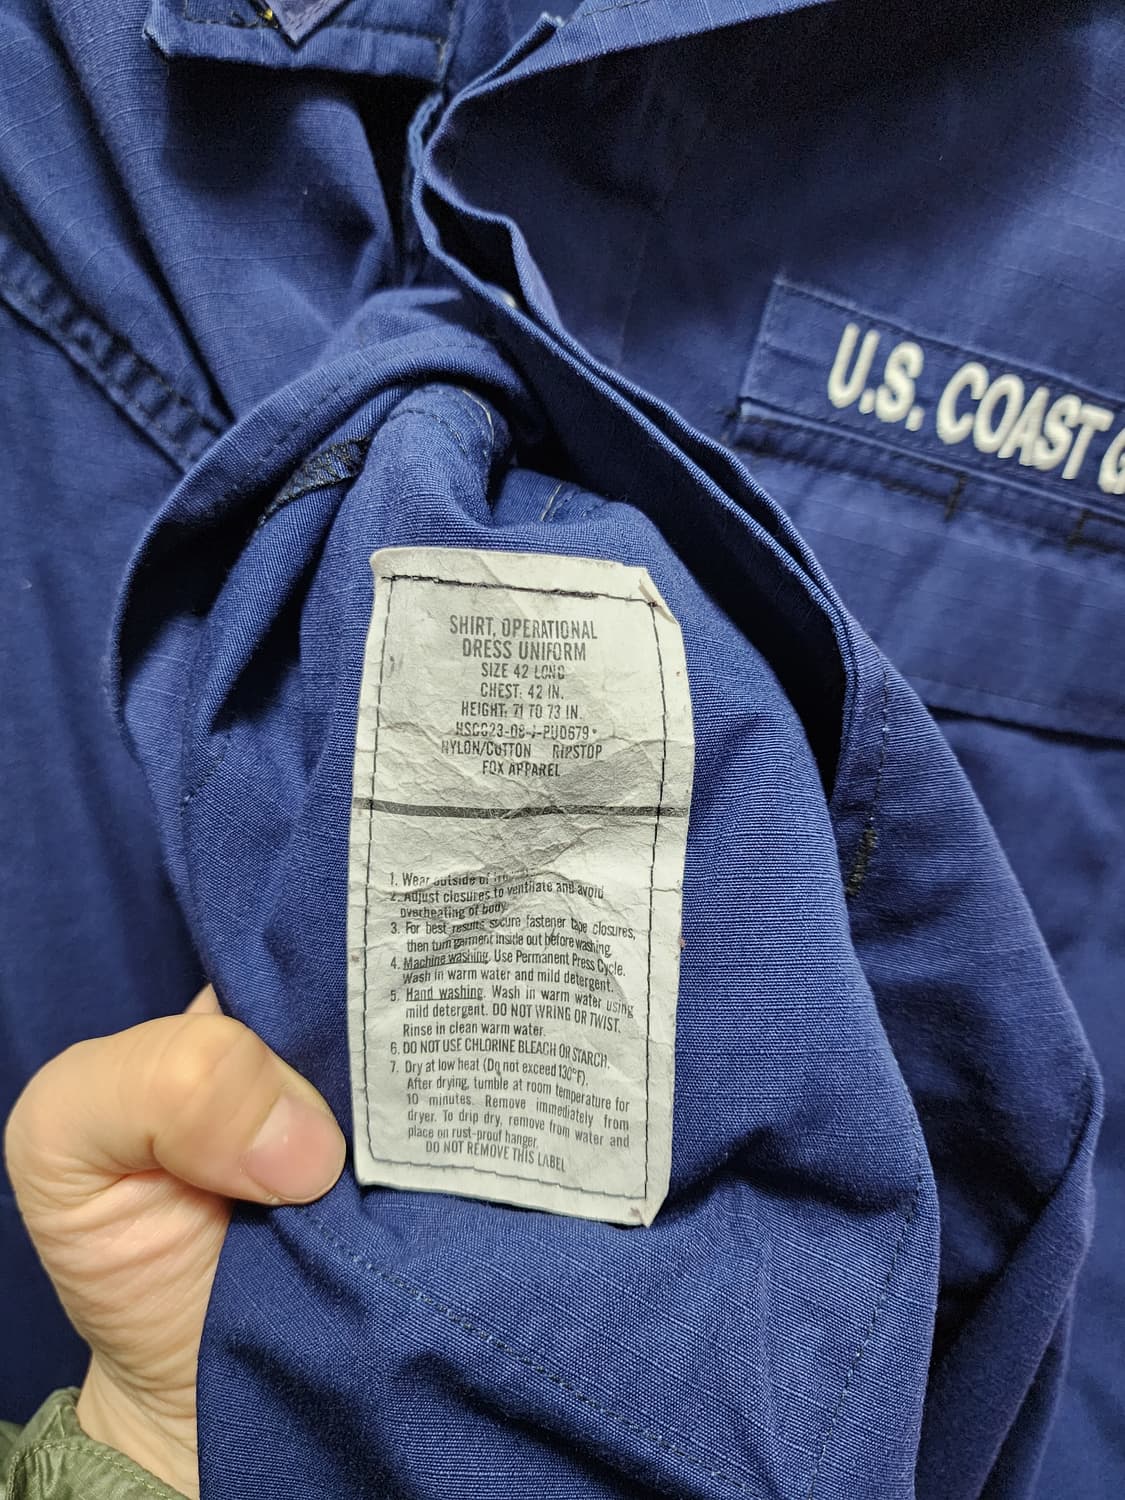 U.S. COAST G
SHIRT, OPERATIONAL
DRESS UNIFORM
SIZE 42 LONG
CHEST: 42 IN.
HEIGHT: 71 TO 73 IN.
NYLON/COTTON RIPSTOP
FOX APPAREL
1. Wear outside of
2. Adjust closures to ventilate and avoid
overheating of body.
3. For best results secure fastener tape closures,
then turn garment inside out before washing.
4. Machine washing. Use Permanent Press Cycle.
Wash in warm water and mild detergent.
5. Hand washing. Wash in warm water using
mild detergent. DO NOT WRING OR TWIST.
Rinse in clean warm water.
6. DO NOT USE CHLORINE BLEACH OR STARCH.
7. Dry at low heat (Do not exceed 130°F).
After drying, tumble at room temperature for
10 minutes. Remove immediately from
dryer. To drip dry, remove from water and
place on rust-proof hanger.
DO NOT REMOVE THIS LABEL